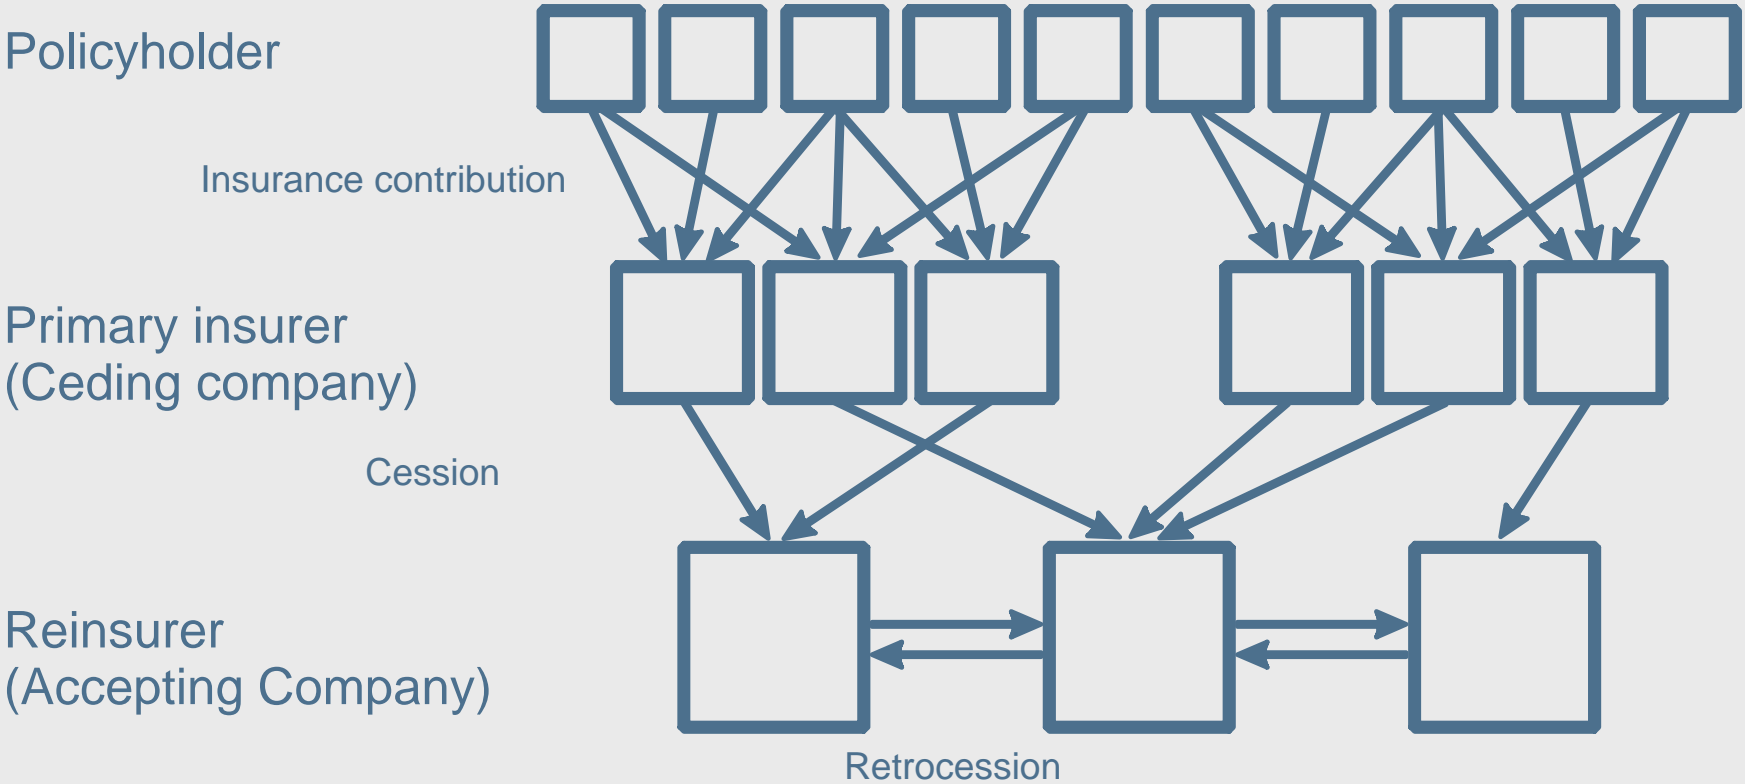 Policyholder
Insurance contribution
Primary insurer
(Ceding company)
Cession
Reinsurer
(Accepting Company)
Retrocession